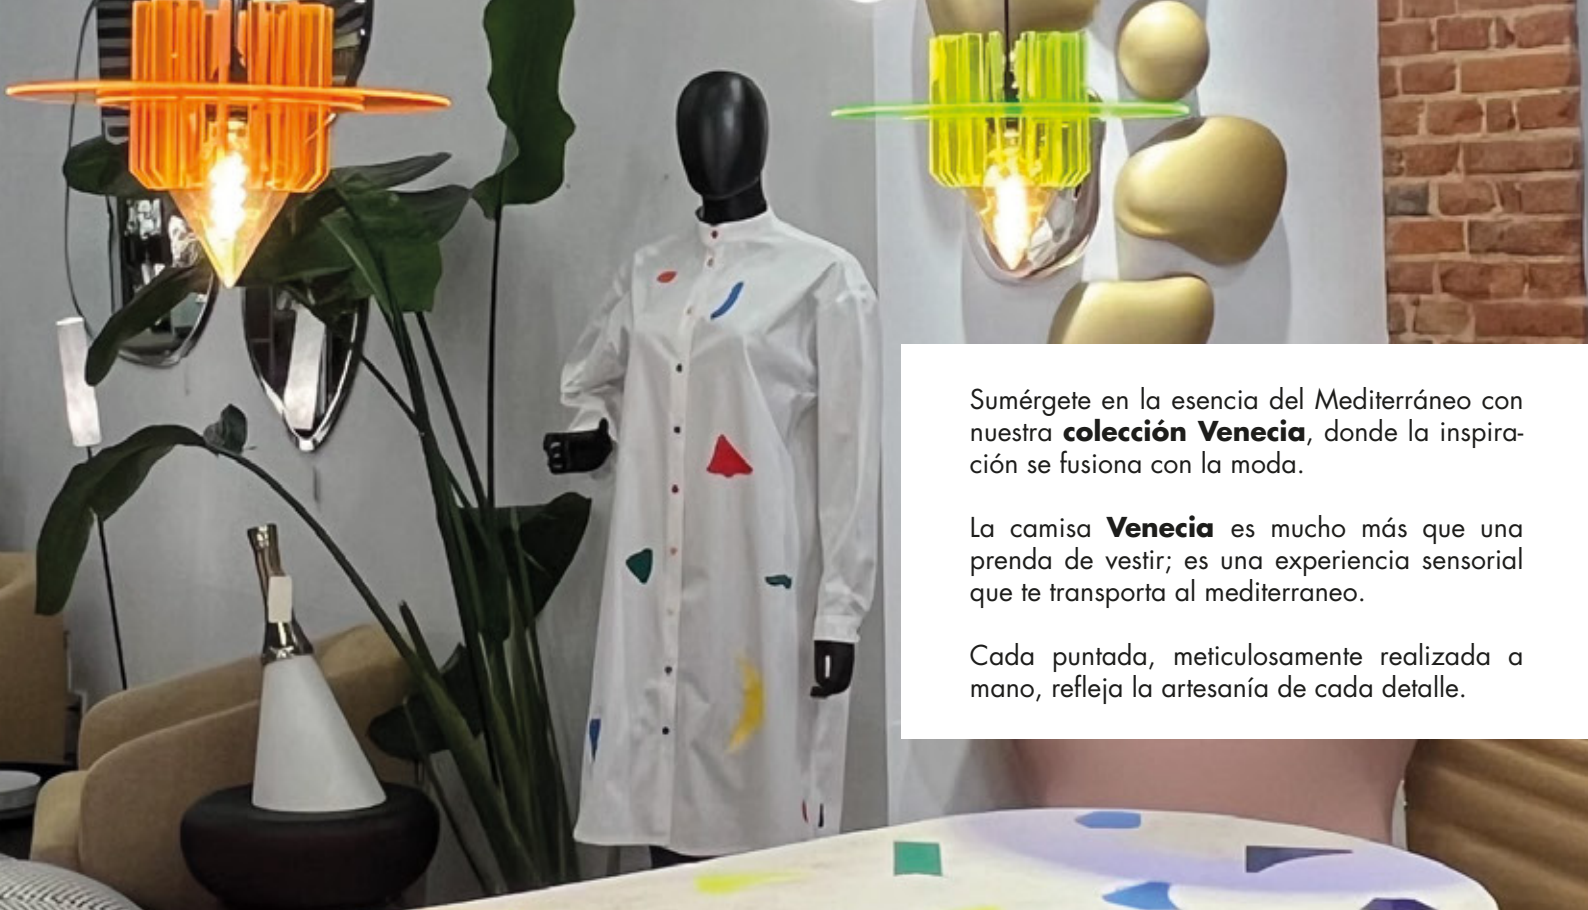 Sumérgete en la esencia del Mediterráneo con
nuestra colección Venecia, donde la inspira-
ción se fusiona con la moda.
La camisa Venecia es mucho más que una
prenda de vestir; es una experiencia sensorial
que te transporta al mediterraneo.
Cada puntada, meticulosamente realizada a
mano, refleja la artesanía de cada detalle.